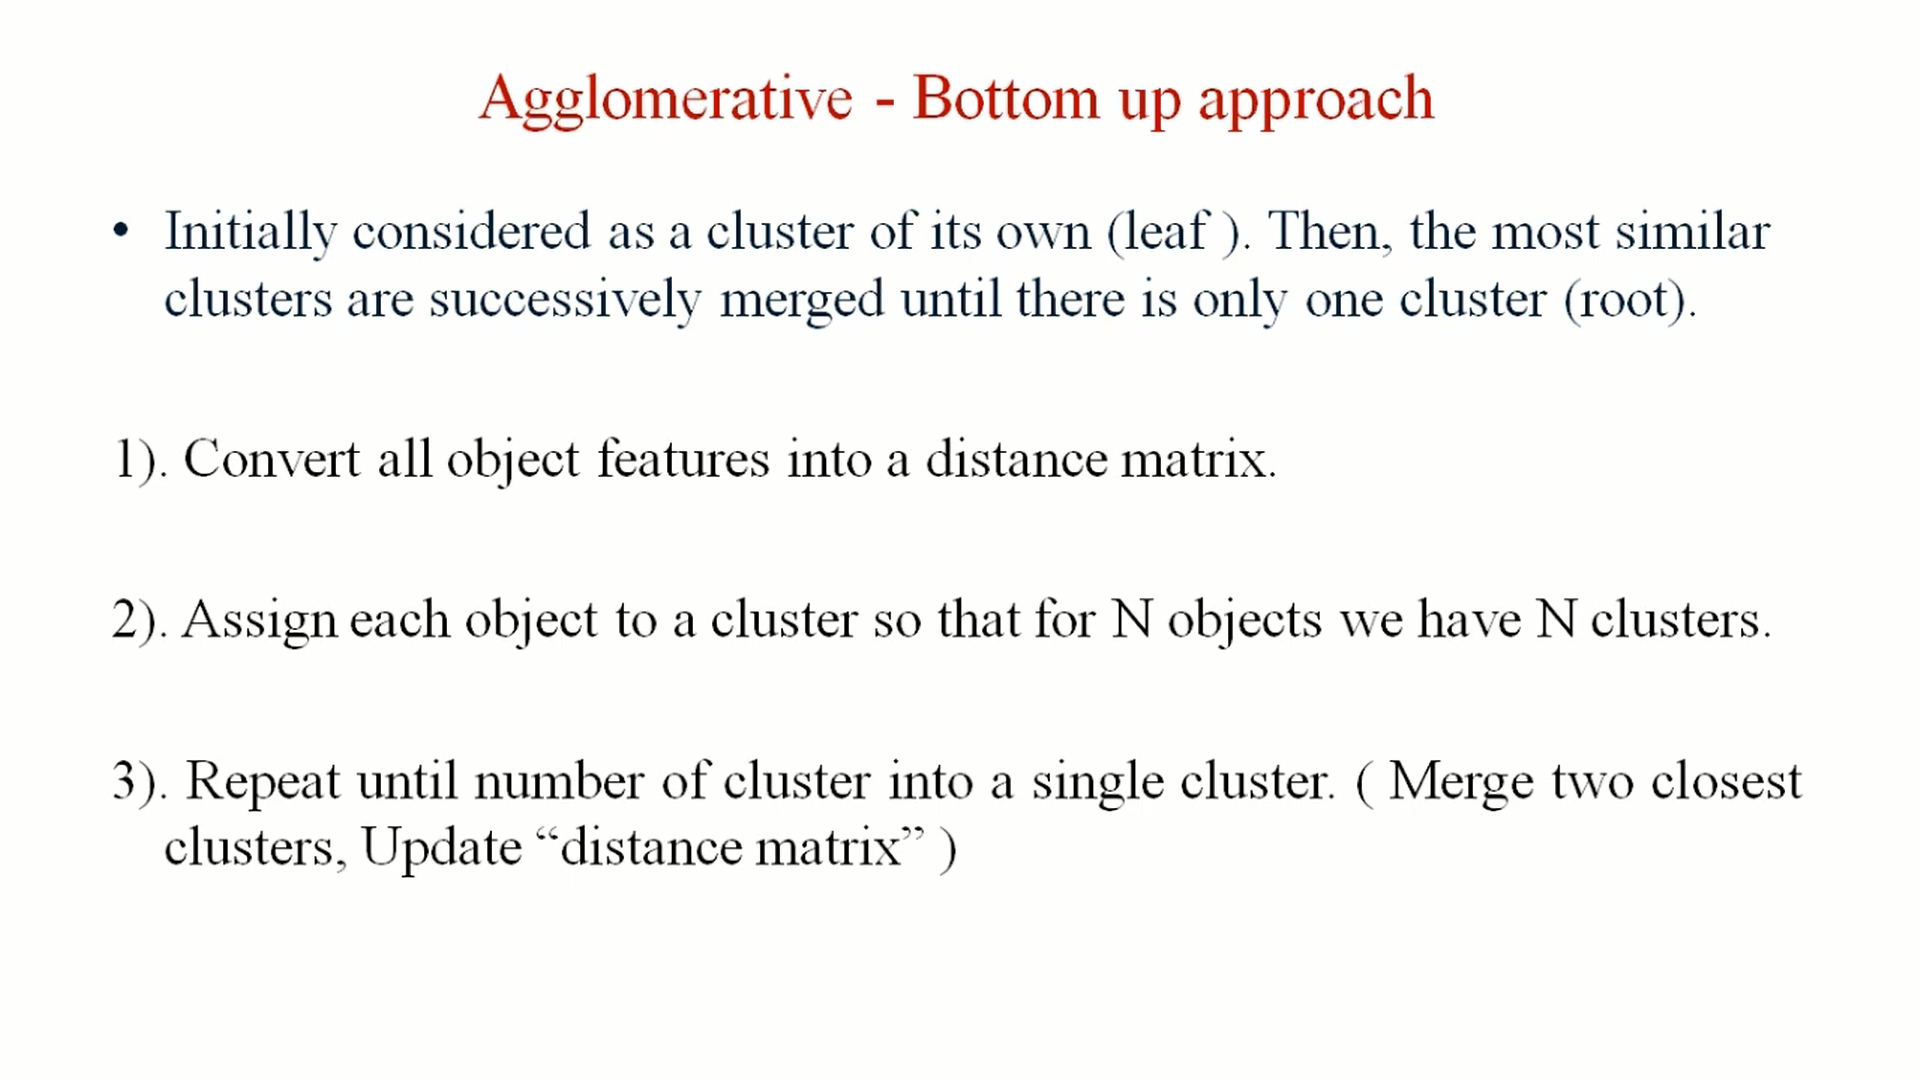 Agglomerative - Bottom up approach
• Initially considered as a cluster of its own (leaf ). Then, the most similar
clusters are successively merged until there is only one cluster (root).
1). Convert all object features into a distance matrix.
2). Assign each object to a cluster so that for N objects we have N clusters.
3). Repeat until number of cluster into a single cluster. ( Merge two closest
clusters, Update “distance matrix” )